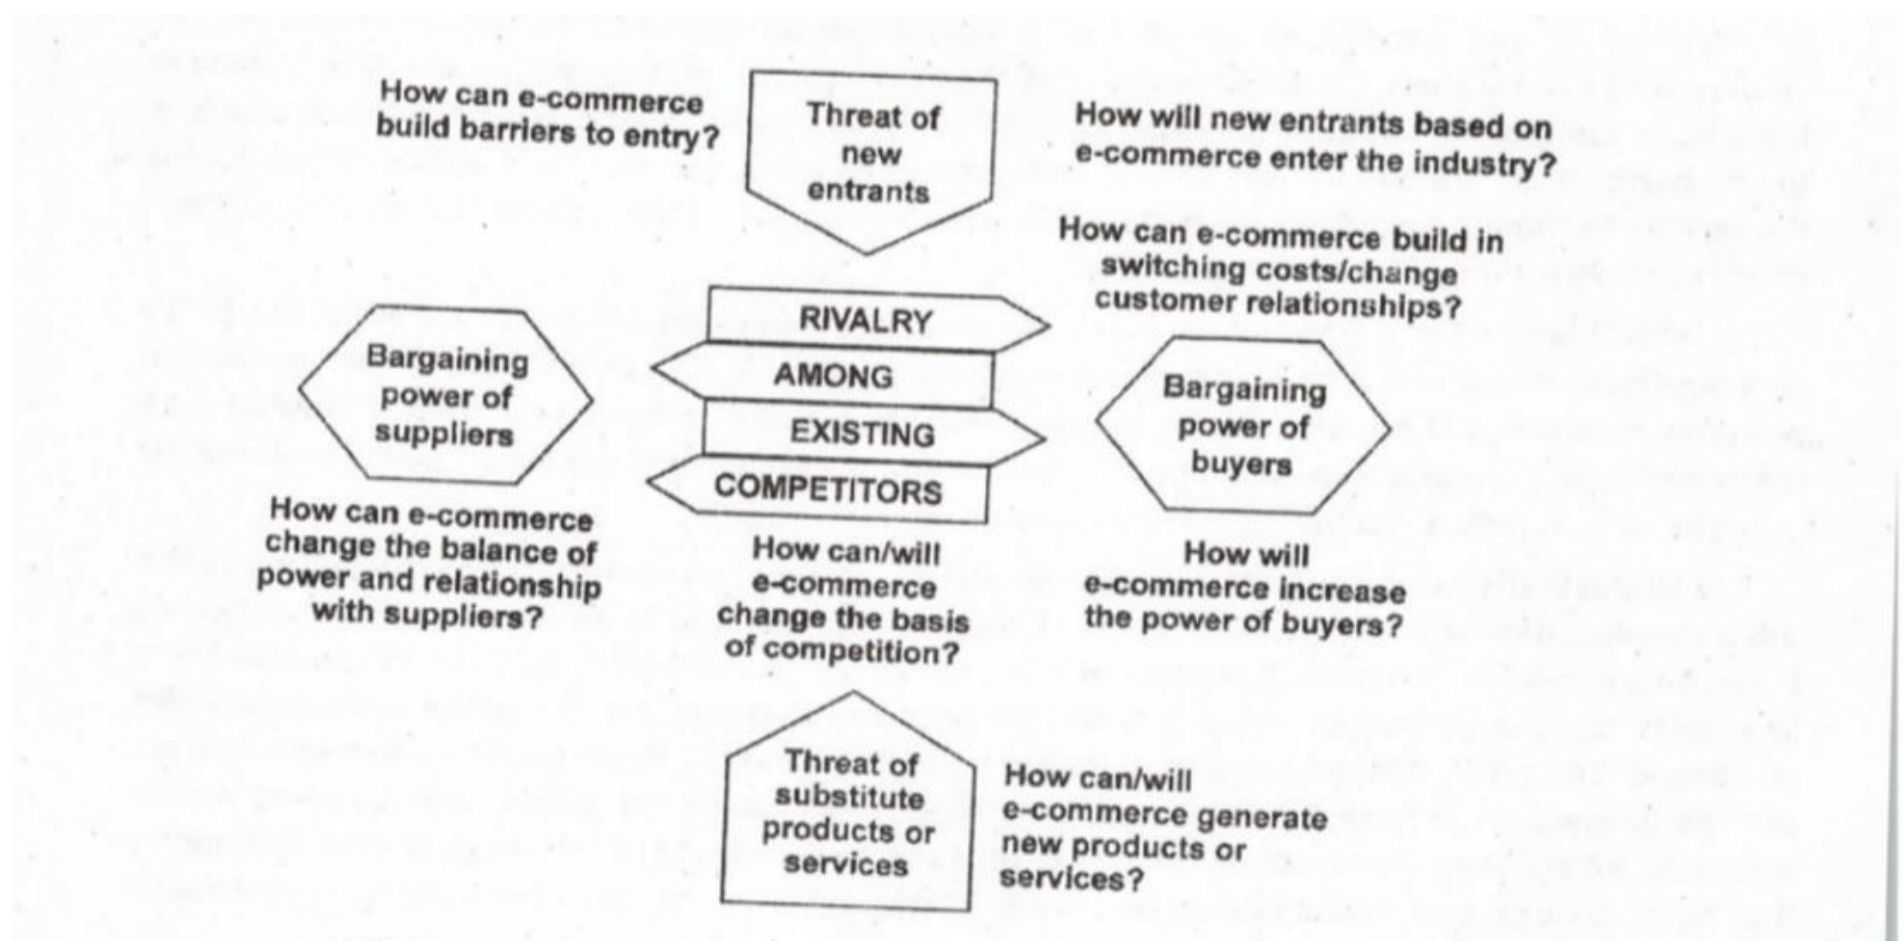 How can e-commerce
build barriers to entry?
Threat of
new
entrants
How will new entrants based on
e-commerce enter the industry?
How can e-commerce build in
switching costs/change
customer relationships?
Bargaining
power of
suppliers
RIVALRY
AMONG
EXISTING
COMPETITORS
Bargaining
power of
buyers
How can e-commerce
change the balance of
power and relationship
with suppliers?
How can/will
e-commerce
change the basis
of competition?
How will
e-commerce increase
the power of buyers?
Threat of
substitute
products or
services
How can/will
e-commerce generate
new products or
services?